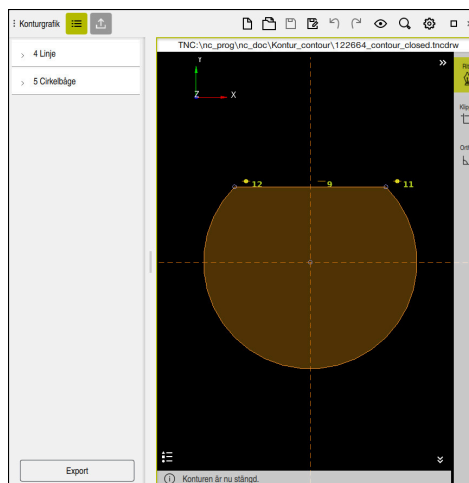 Konturgrafik
TNC:\nc_prog\nc_doc\Kontur_contour\122664_contour_closed.tncdrw
4 Linje
5 Cirkelbåge
Y
Z
X
12
9
11
Export
Konturen är nu stängd.